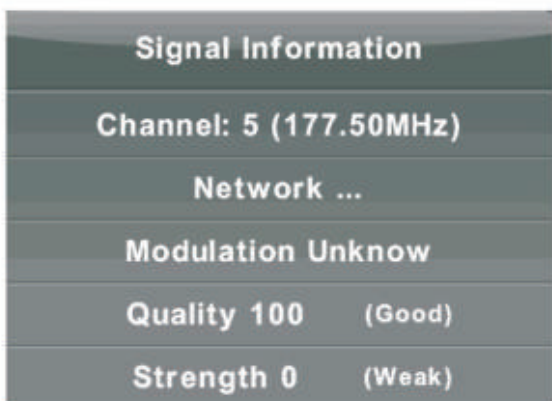 Signal Information
Channel: 5 (177.50MHz)
Network ...
Modulation Unknow
Quality 100 (Good)
Strength 0 (Weak)